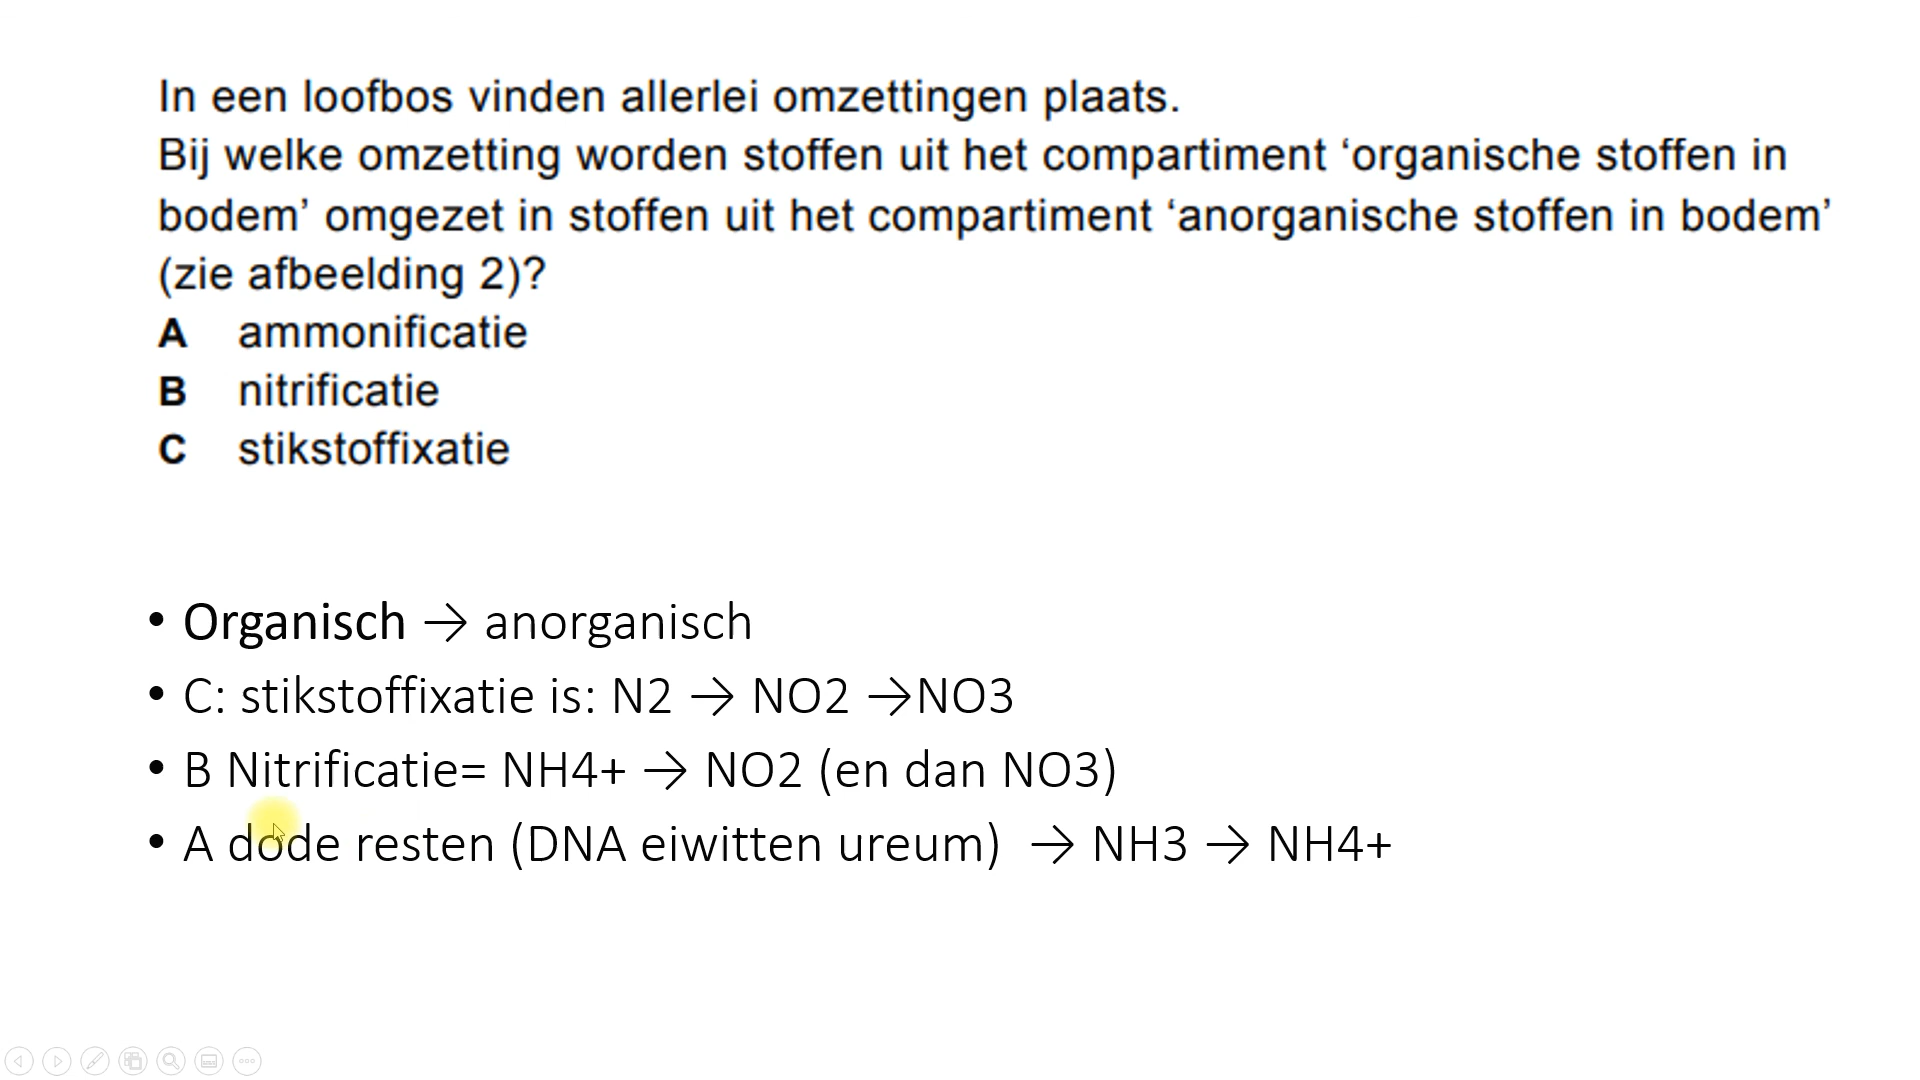 In een loofbos vinden allerlei omzettingen plaats.
Bij welke omzetting worden stoffen uit het compartiment ‘organische stoffen in
bodem’ omgezet in stoffen uit het compartiment ‘anorganische stoffen in bodem’
(zie afbeelding 2)?
A ammonificatie
B nitrificatie
C stikstoffixatie
• Organisch → anorganisch
• C: stikstoffixatie is: N2 → NO2 →NO3
• B Nitrificatie= NH4+ → NO2 (en dan NO3)
• A dode resten (DNA eiwitten ureum) → NH3 → NH4+